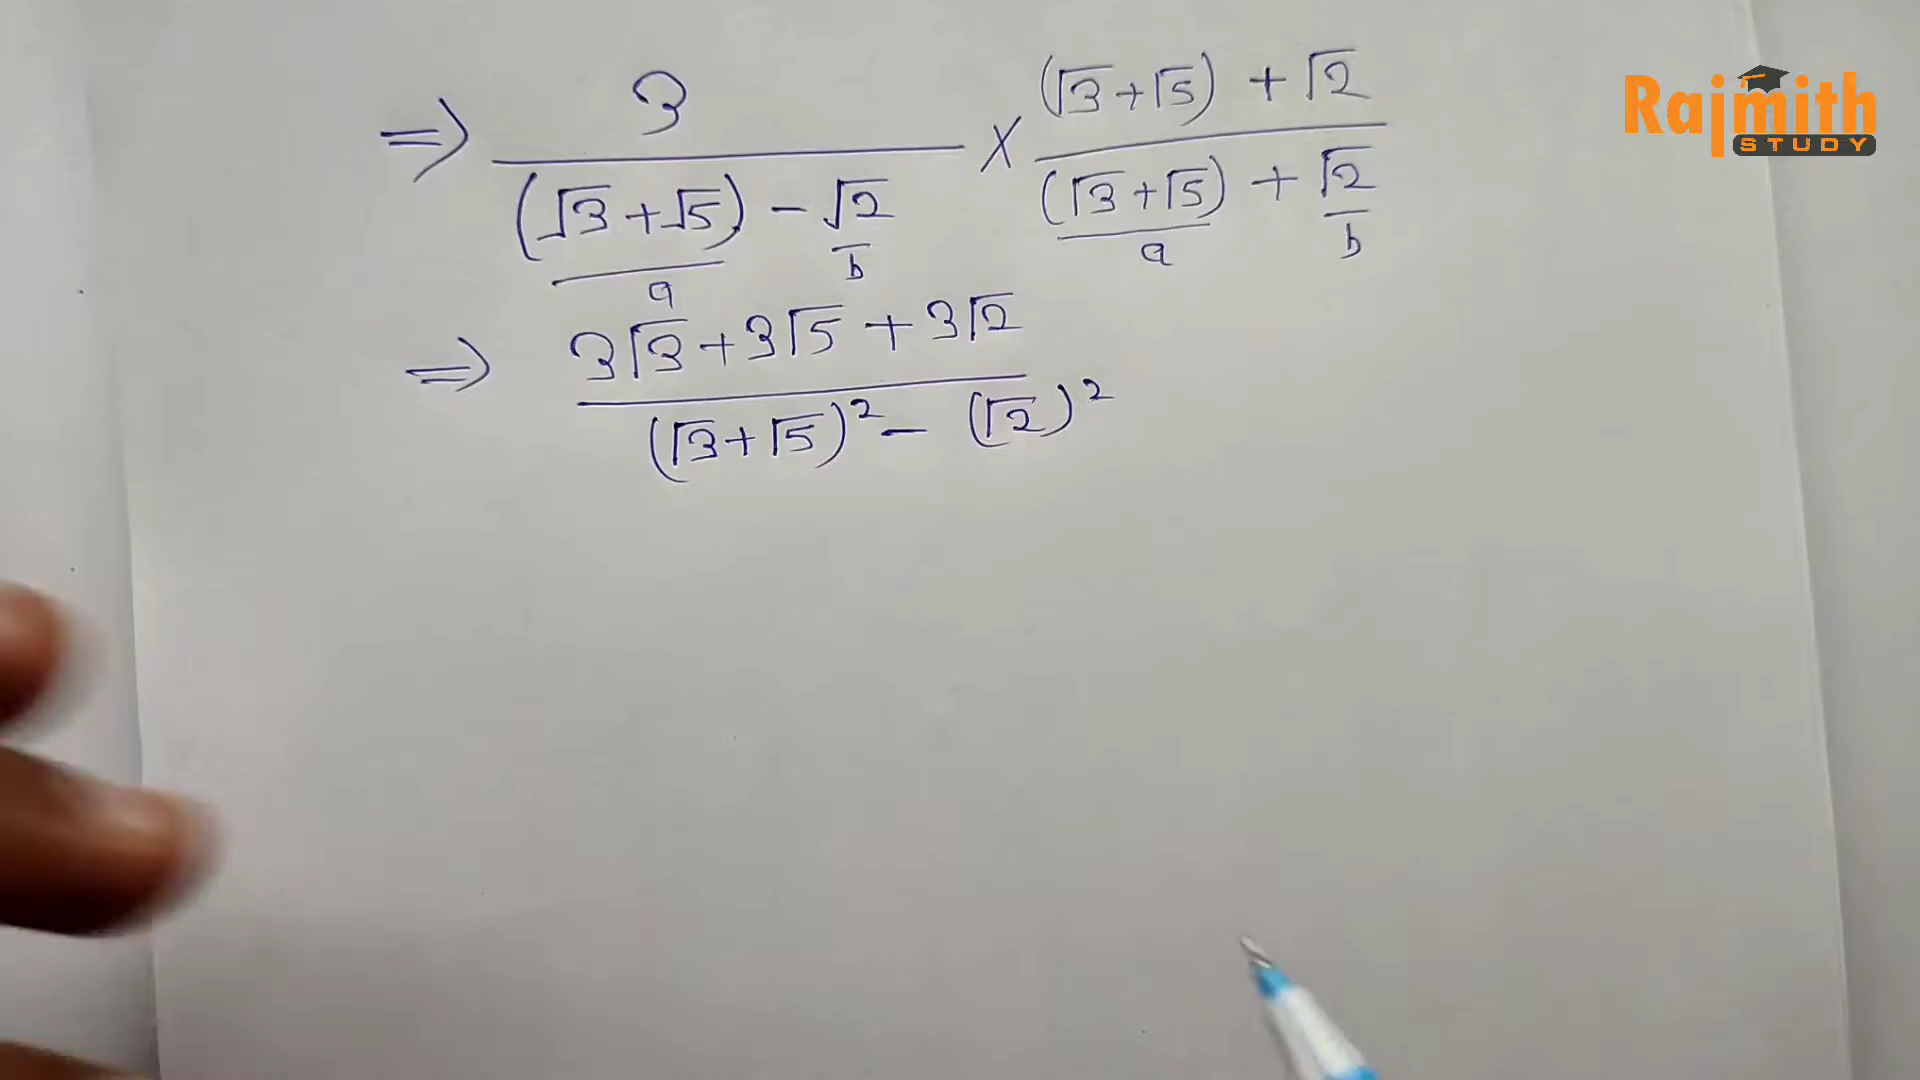 ⇒ 3 / (√3+√5) - √2 × (√3+√5) + √2 / (√3+√5) + √2
a b a b
⇒ 3√3+3√5+3√2 / (√3+√5)² - (√2)²
Rajmith
STUDY